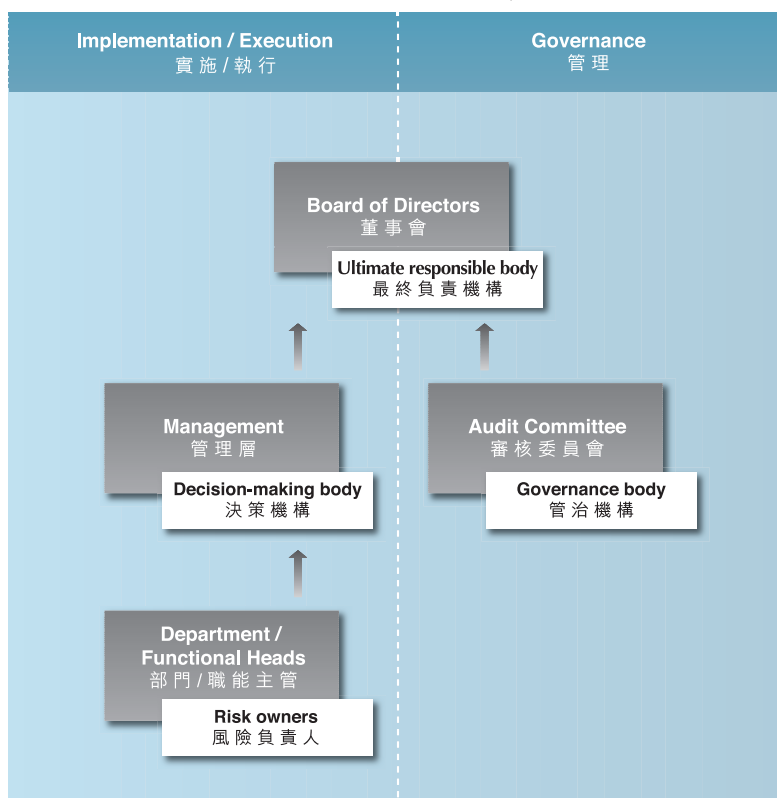 Implementation / Execution
實施/執行
Governance
管理
Board of Directors
董事會
Ultimate responsible body
最終負責機構
Management
管理層
Decision-making body
決策機構
Audit Committee
審核委員會
Governance body
管治機構
Department /
Functional Heads
部門/職能主管
Risk owners
風險負責人